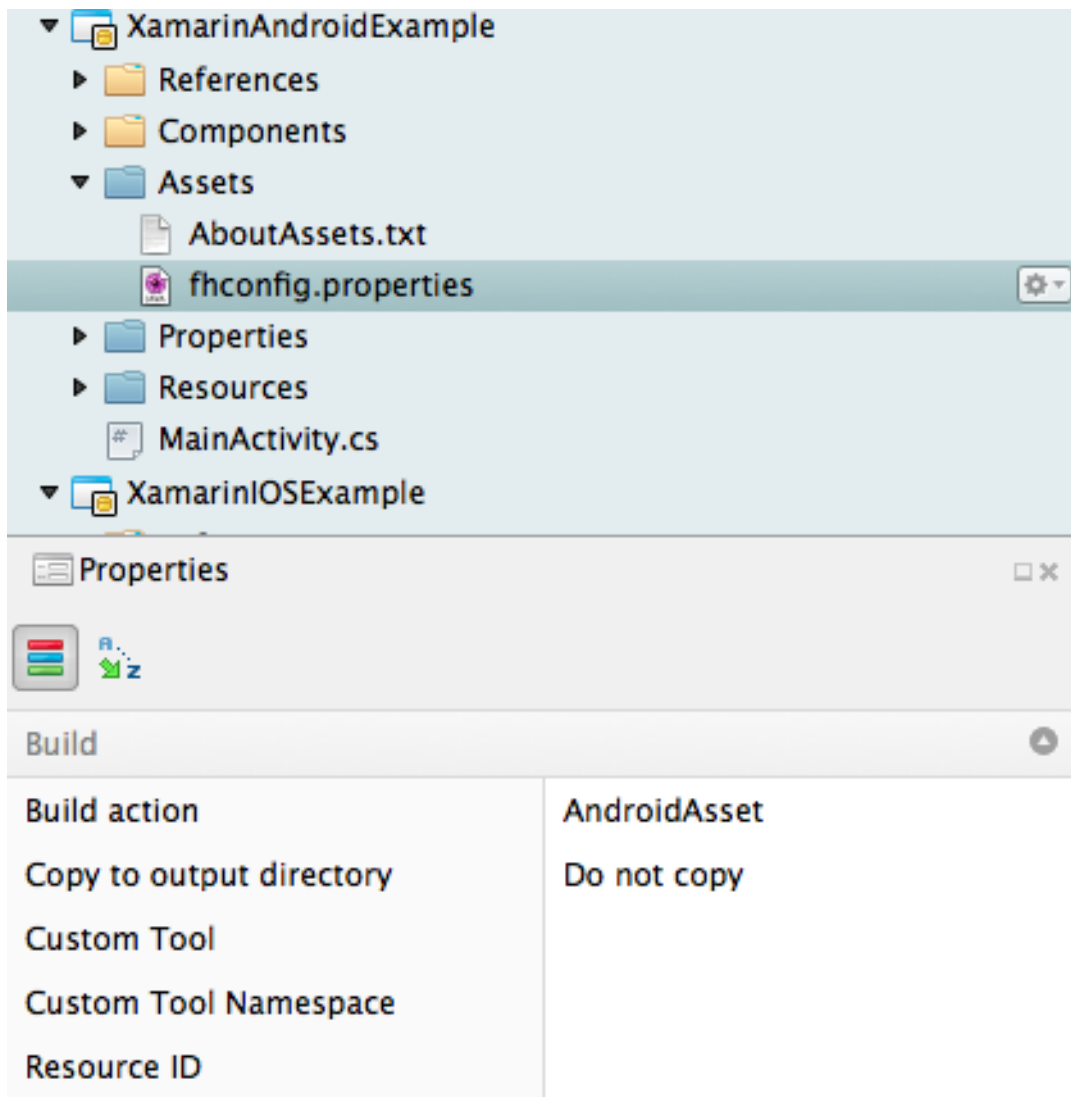 XamarinAndroidExample
References
Components
Assets
AboutAssets.txt
fhconfig.properties
Properties
Resources
MainActivity.cs
XamarinIOSExample
Properties
Build
Build action AndroidAsset
Copy to output directory Do not copy
Custom Tool
Custom Tool Namespace
Resource ID